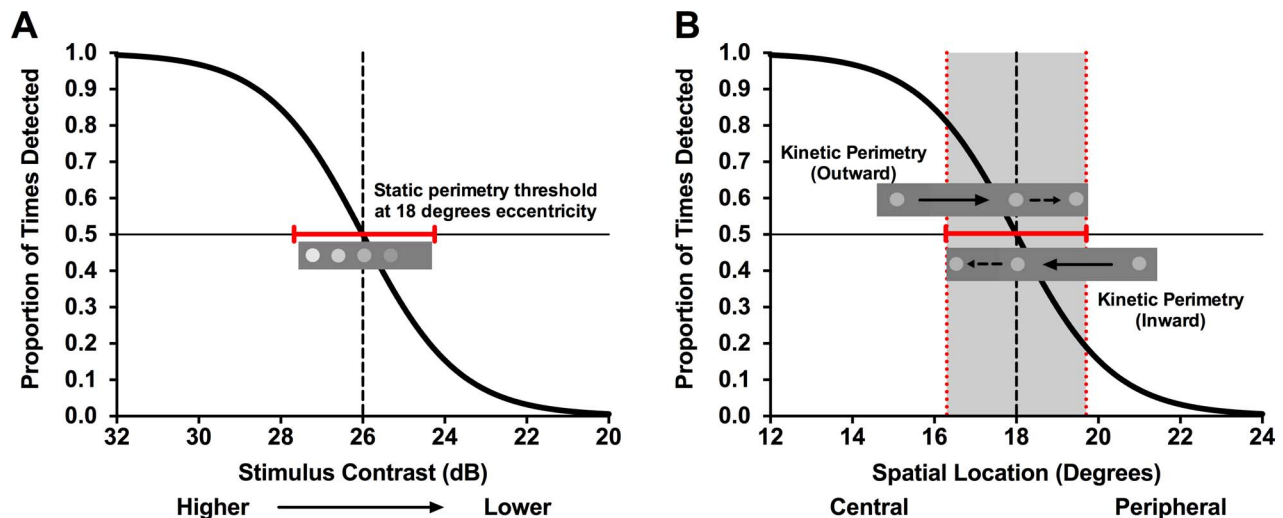 A
Proportion of Times Detected
1.0
0.9
0.8
0.7
0.6
0.5
0.4
0.3
0.2
0.1
0.0
Static perimetry threshold
at 18 degrees eccentricity
32 30 28 26 24 22 20
Stimulus Contrast (dB)
Higher Lower
B
Proportion of Times Detected
1.0
0.9
0.8
0.7
0.6
0.5
0.4
0.3
0.2
0.1
0.0
Kinetic Perimetry
(Outward)
Kinetic Perimetry
(Inward)
12 14 16 18 20 22 24
Spatial Location (Degrees)
Central Peripheral